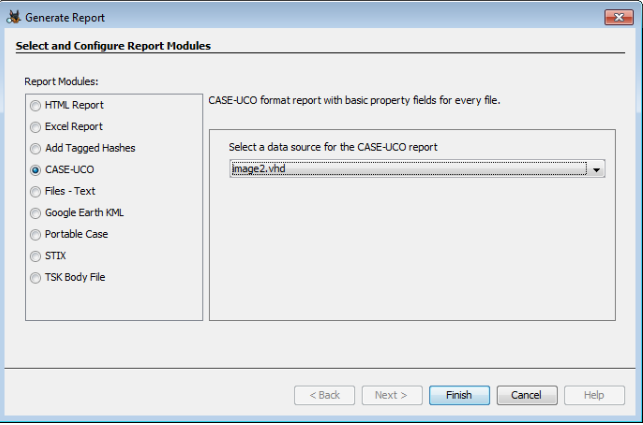 Generate Report
Select and Configure Report Modules
Report Modules:
HTML Report
Excel Report
Add Tagged Hashes
CASE-UCO
Files - Text
Google Earth KML
Portable Case
STIX
TSK Body File
CASE-UCO format report with basic property fields for every file.
Select a data source for the CASE-UCO report
image2.vhd
< Back
Next >
Finish
Cancel
Help